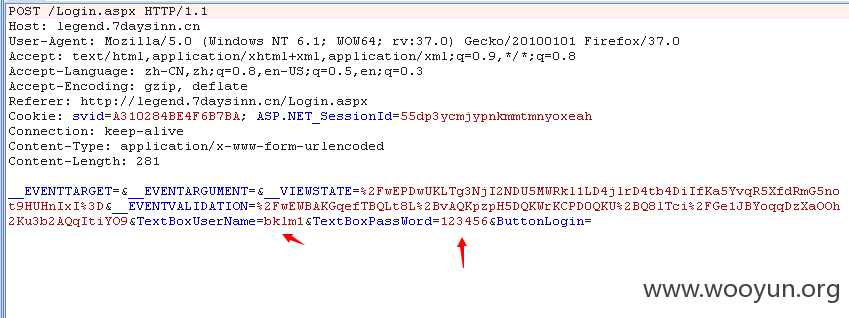 POST /Login.aspx HTTP/1.1
Host: legend.7daysinn.cn
User-Agent: Mozilla/5.0 (Windows NT 6.1; WOW64; rv:37.0) Gecko/20100101 Firefox/37.0
Accept: text/html,application/xhtml+xml,application/xml;q=0.9,*/*;q=0.8
Accept-Language: zh-CN,zh;q=0.8,en-US;q=0.5,en;q=0.3
Accept-Encoding: gzip, deflate
Referer: http://legend.7daysinn.cn/Login.aspx
Cookie: svid=A310284BE4F6B7BA; ASP.NET_SessionId=55dp3ycmjypnkmmtmnyoxeah
Connection: keep-alive
Content-Type: application/x-www-form-urlencoded
Content-Length: 281
__EVENTTARGET=&__EVENTARGUMENT=&__VIEWSTATE=%2FwEPDwUKLTg3NjI2NDU5MWRkl1LD4jlrD4tb4DiIfKa5YvqR5XfdRmG5no
t9HUHnIxI%3D&__EVENTVALIDATION=%2FwEWBAKGqefTBQLt8L%2BvAQKpzpH5DQKWrKCPD0QKU%2BQ8lTci%2FGe1JBYoqqDzXaOOh
2Ku3b2AQqItiYO9&TextBoxUserName=bklm1&TextBoxPassWord=123456&ButtonLogin=
www.wooyun.org